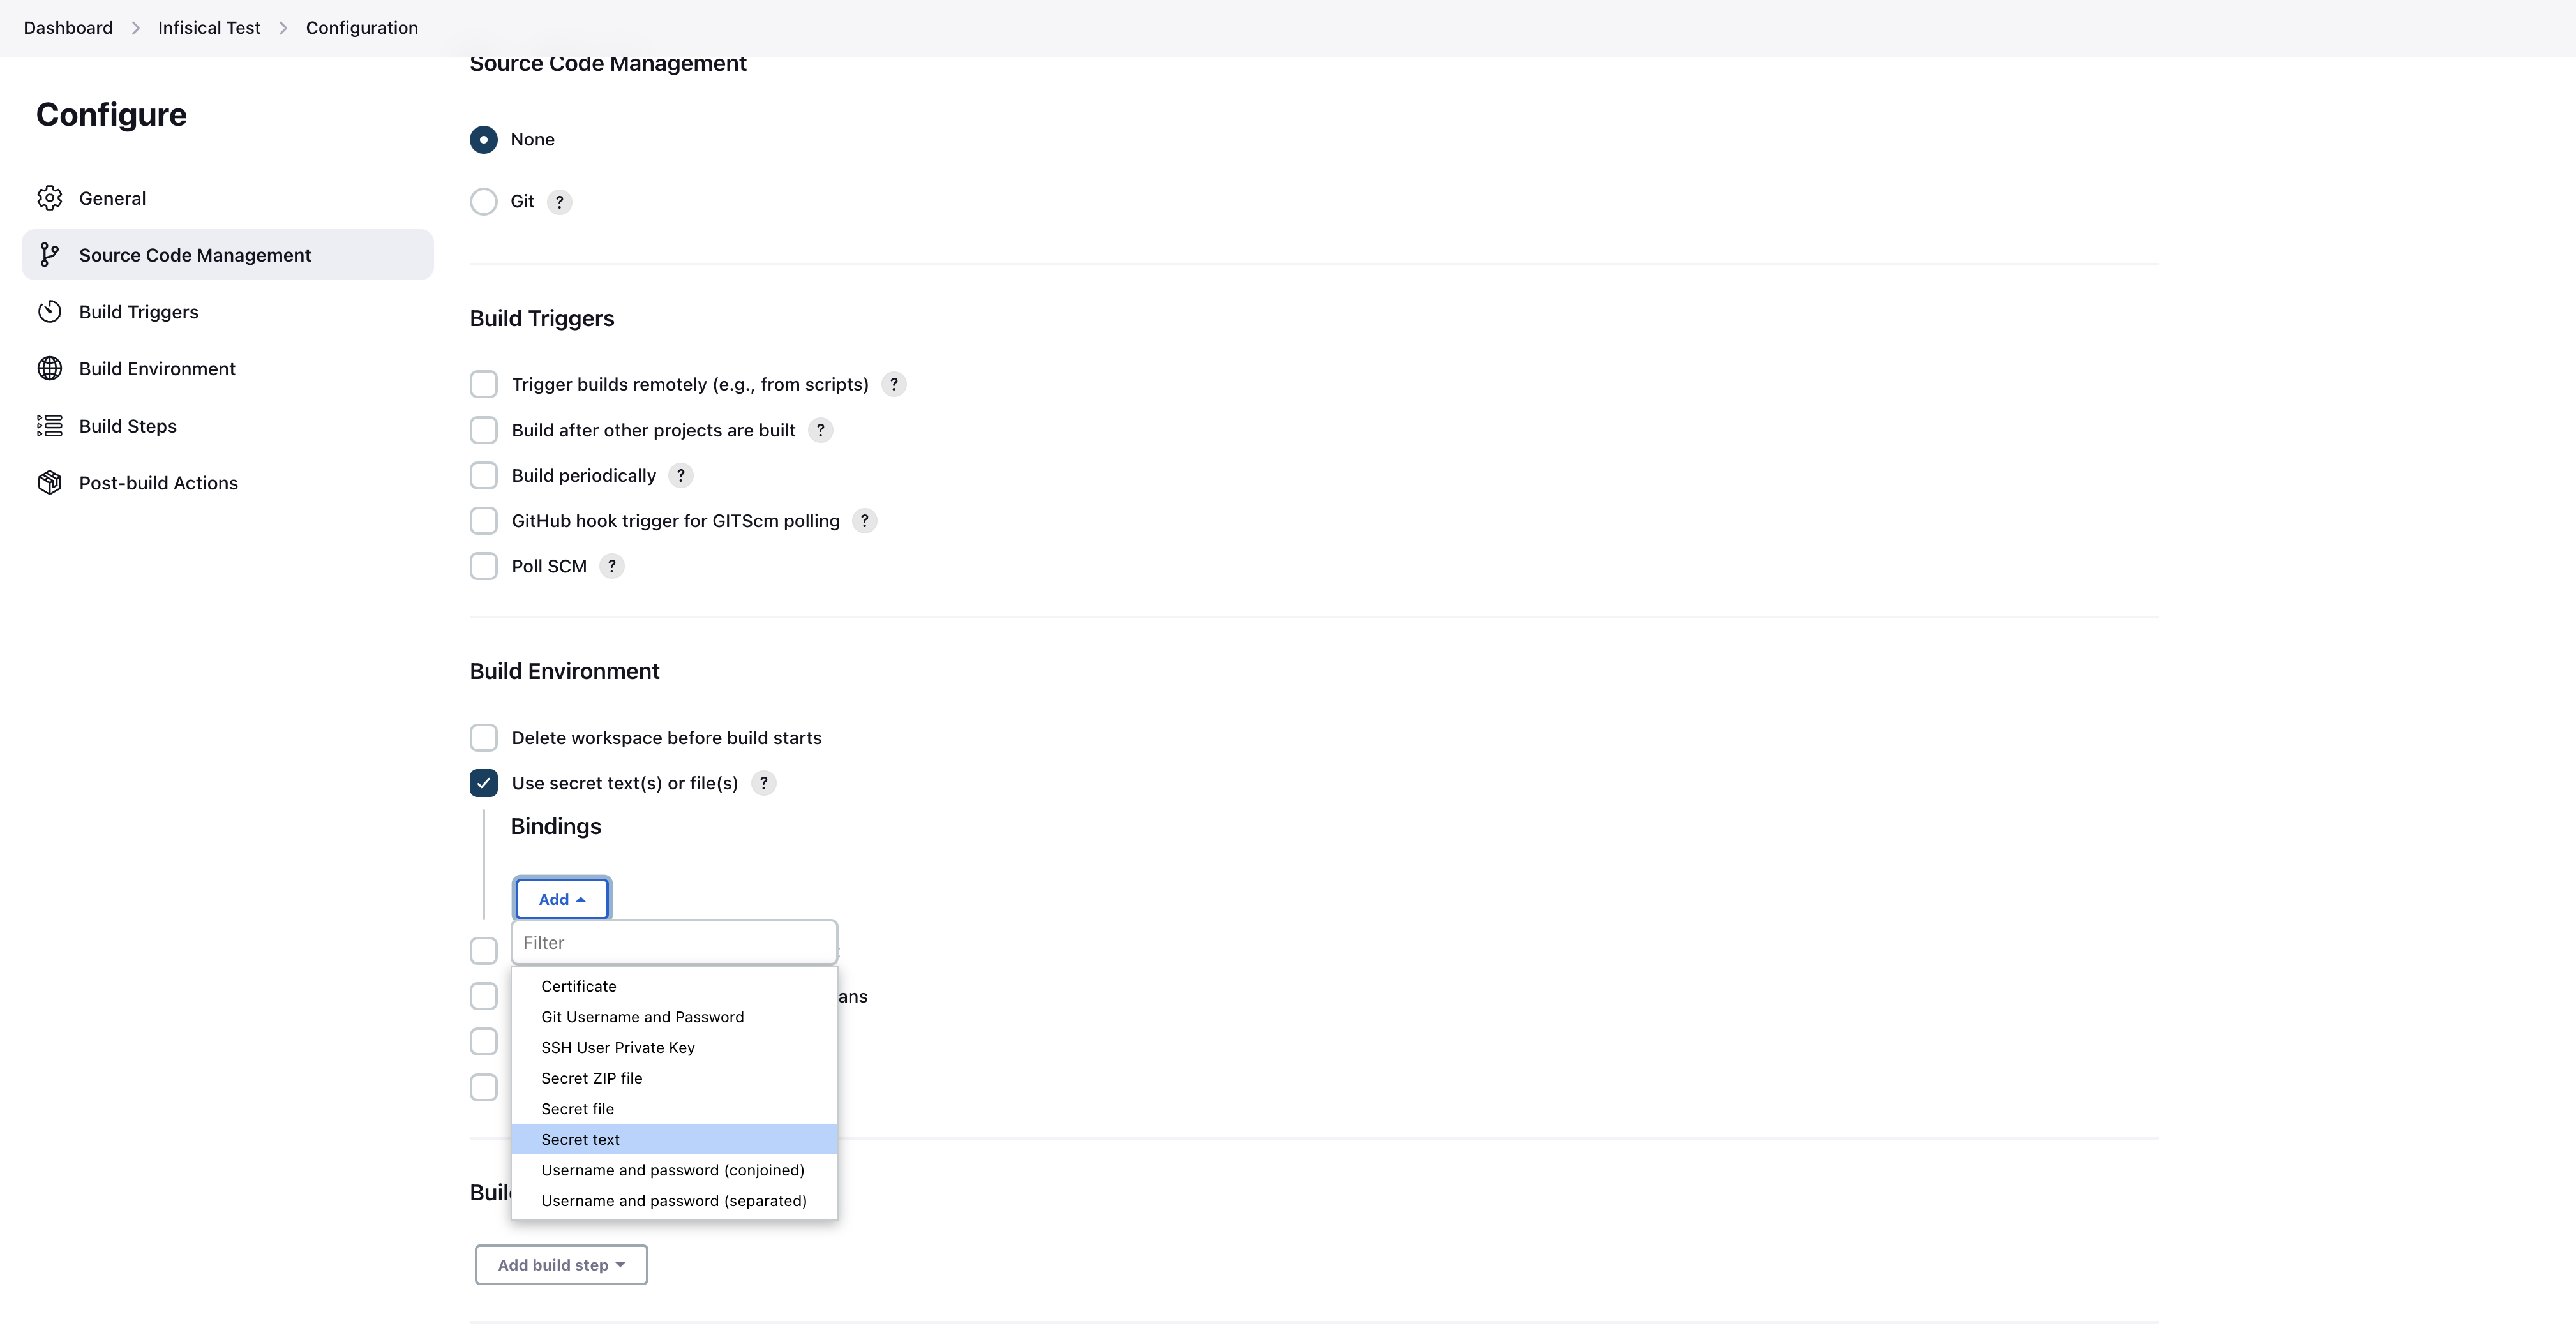 Dashboard > Infisical Test > Configuration
Configure
General
Source Code Management
Build Triggers
Build Environment
Build Steps
Post-build Actions
Source Code Management
None
Git ?
Build Triggers
Trigger builds remotely (e.g., from scripts) ?
Build after other projects are built ?
Build periodically ?
GitHub hook trigger for GITScm polling ?
Poll SCM ?
Build Environment
Delete workspace before build starts
Use secret text(s) or file(s) ?
Bindings
Add
Filter
Certificate
ans
Git Username and Password
SSH User Private Key
Secret ZIP file
Secret file
Secret text
Username and password (conjoined)
Username and password (separated)
Buil
Add build step